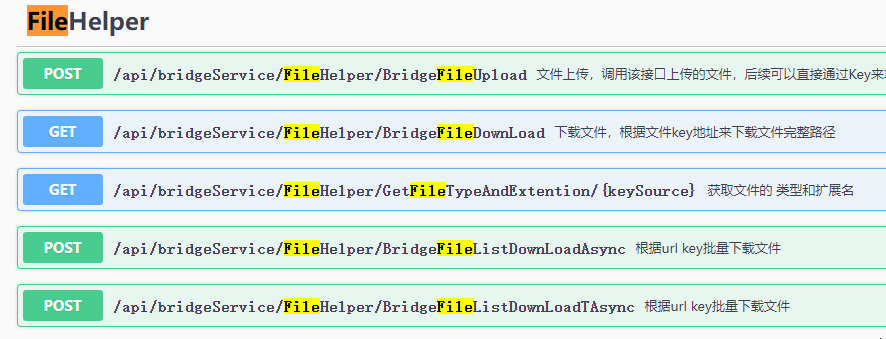 FileHelper
POST /api/bridgeService/FileHelper/BridgeFileUpload 文件上传，调用该接口上传的文件，后续可以直接通过Key来
GET /api/bridgeService/FileHelper/BridgeFileDownLoad 下载文件，根据文件key地址来下载文件完整路径
GET /api/bridgeService/FileHelper/GetFileTypeAndExtention/{keySource} 获取文件的 类型和扩展名
POST /api/bridgeService/FileHelper/BridgeFileListDownLoadAsync 根据url key批量下载文件
POST /api/bridgeService/FileHelper/BridgeFileListDownLoadTAsync 根据url key批量下载文件